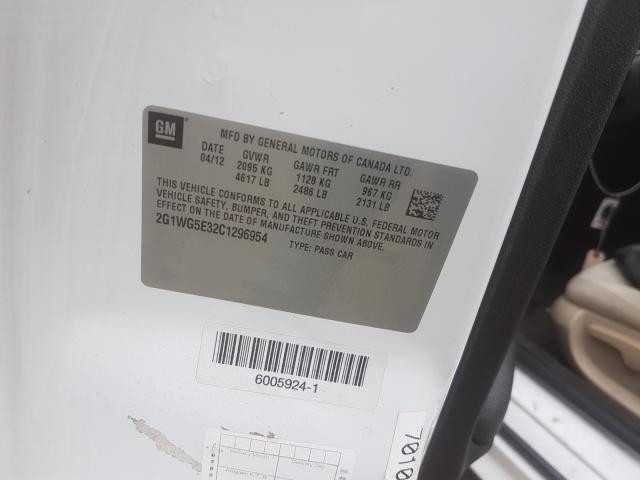 GM
MFD BY GENERAL MOTORS OF CANADA LTD.
DATE GVWR GAWR FRT GAWR RR
04/12 2095 KG 1128 KG 967 KG
4617 LB 2486 LB 2131 LB
THIS VEHICLE CONFORMS TO ALL APPLICABLE U.S. FEDERAL MOTOR
VEHICLE SAFETY, BUMPER, AND THEFT PREVENTION STANDARDS IN
EFFECT ON THE DATE OF MANUFACTURE SHOWN ABOVE.
2G1WG5E32C1296954 TYPE: PASS CAR
6005924-1
7010